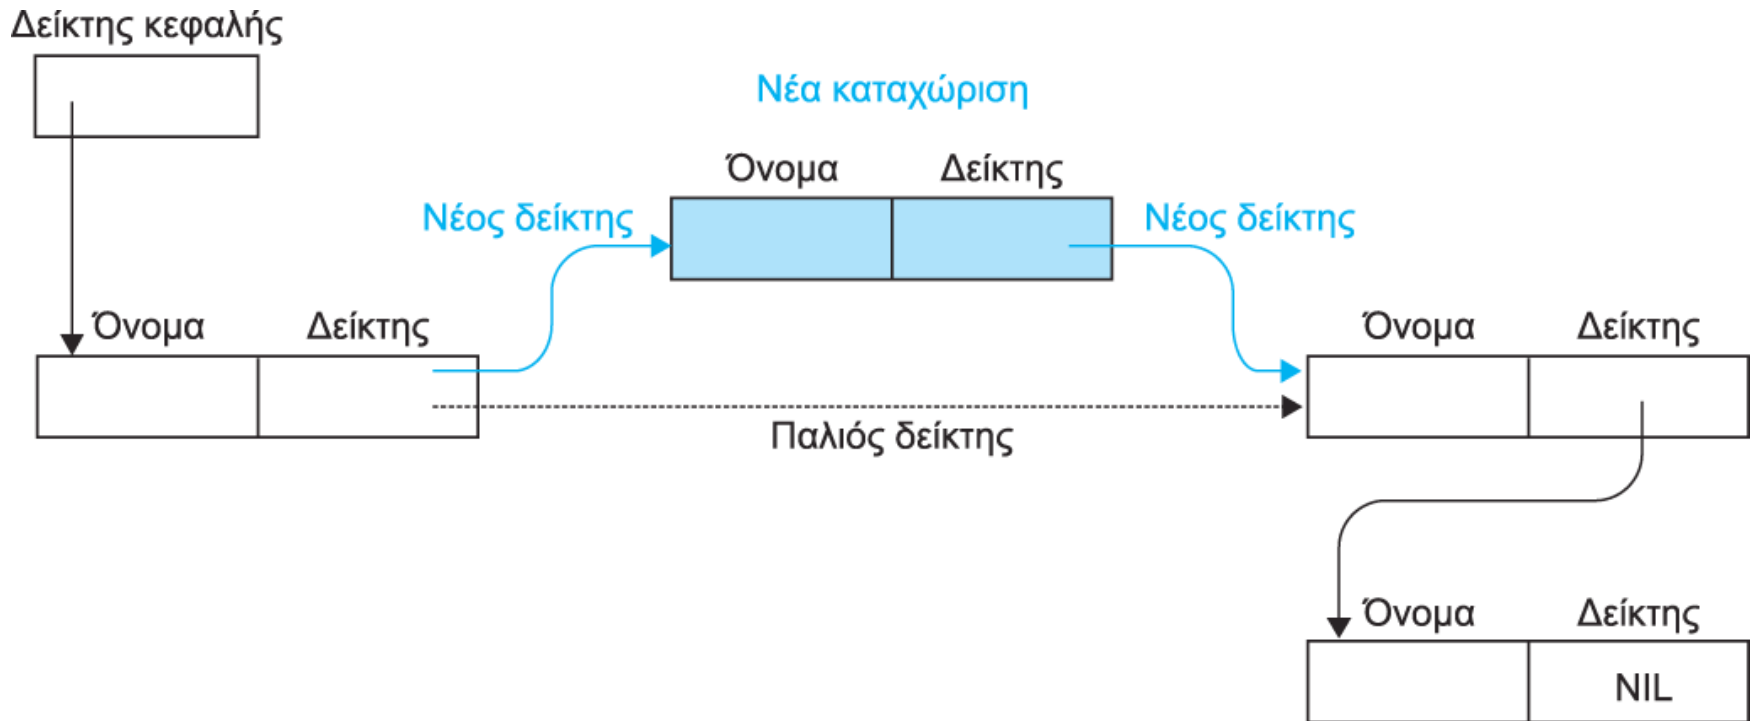 Δείκτης κεφαλής
Νέα καταχώριση
Όνομα Δείκτης
Νέος δείκτης Νέος δείκτης
Όνομα Δείκτης Όνομα Δείκτης
Παλιός δείκτης
Όνομα Δείκτης
NIL